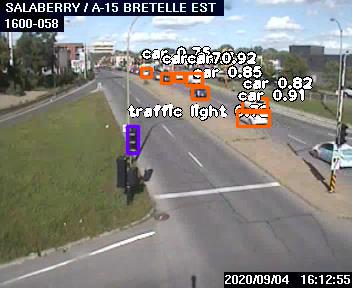 SALABERRY / A-15 BRETELLE EST
1600-058
car 0.75
car 0.92
car 0.85
car 0.82
car 0.91
traffic light
2020/09/04 16:12:55